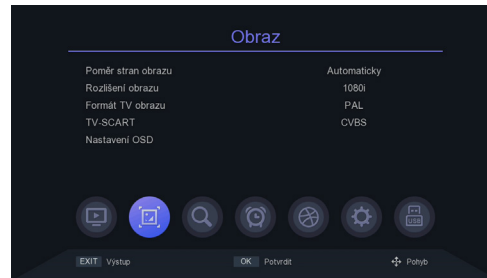 Obraz
Poměr stran obrazu Automaticky
Rozlišení obrazu 1080i
Formát TV obrazu PAL
TV-SCART CVBS
Nastavení OSD
USB
EXIT Výstup OK Potvrdit Pohyb